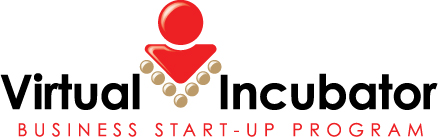 Virtual Incubator
BUSINESS START-UP PROGRAM